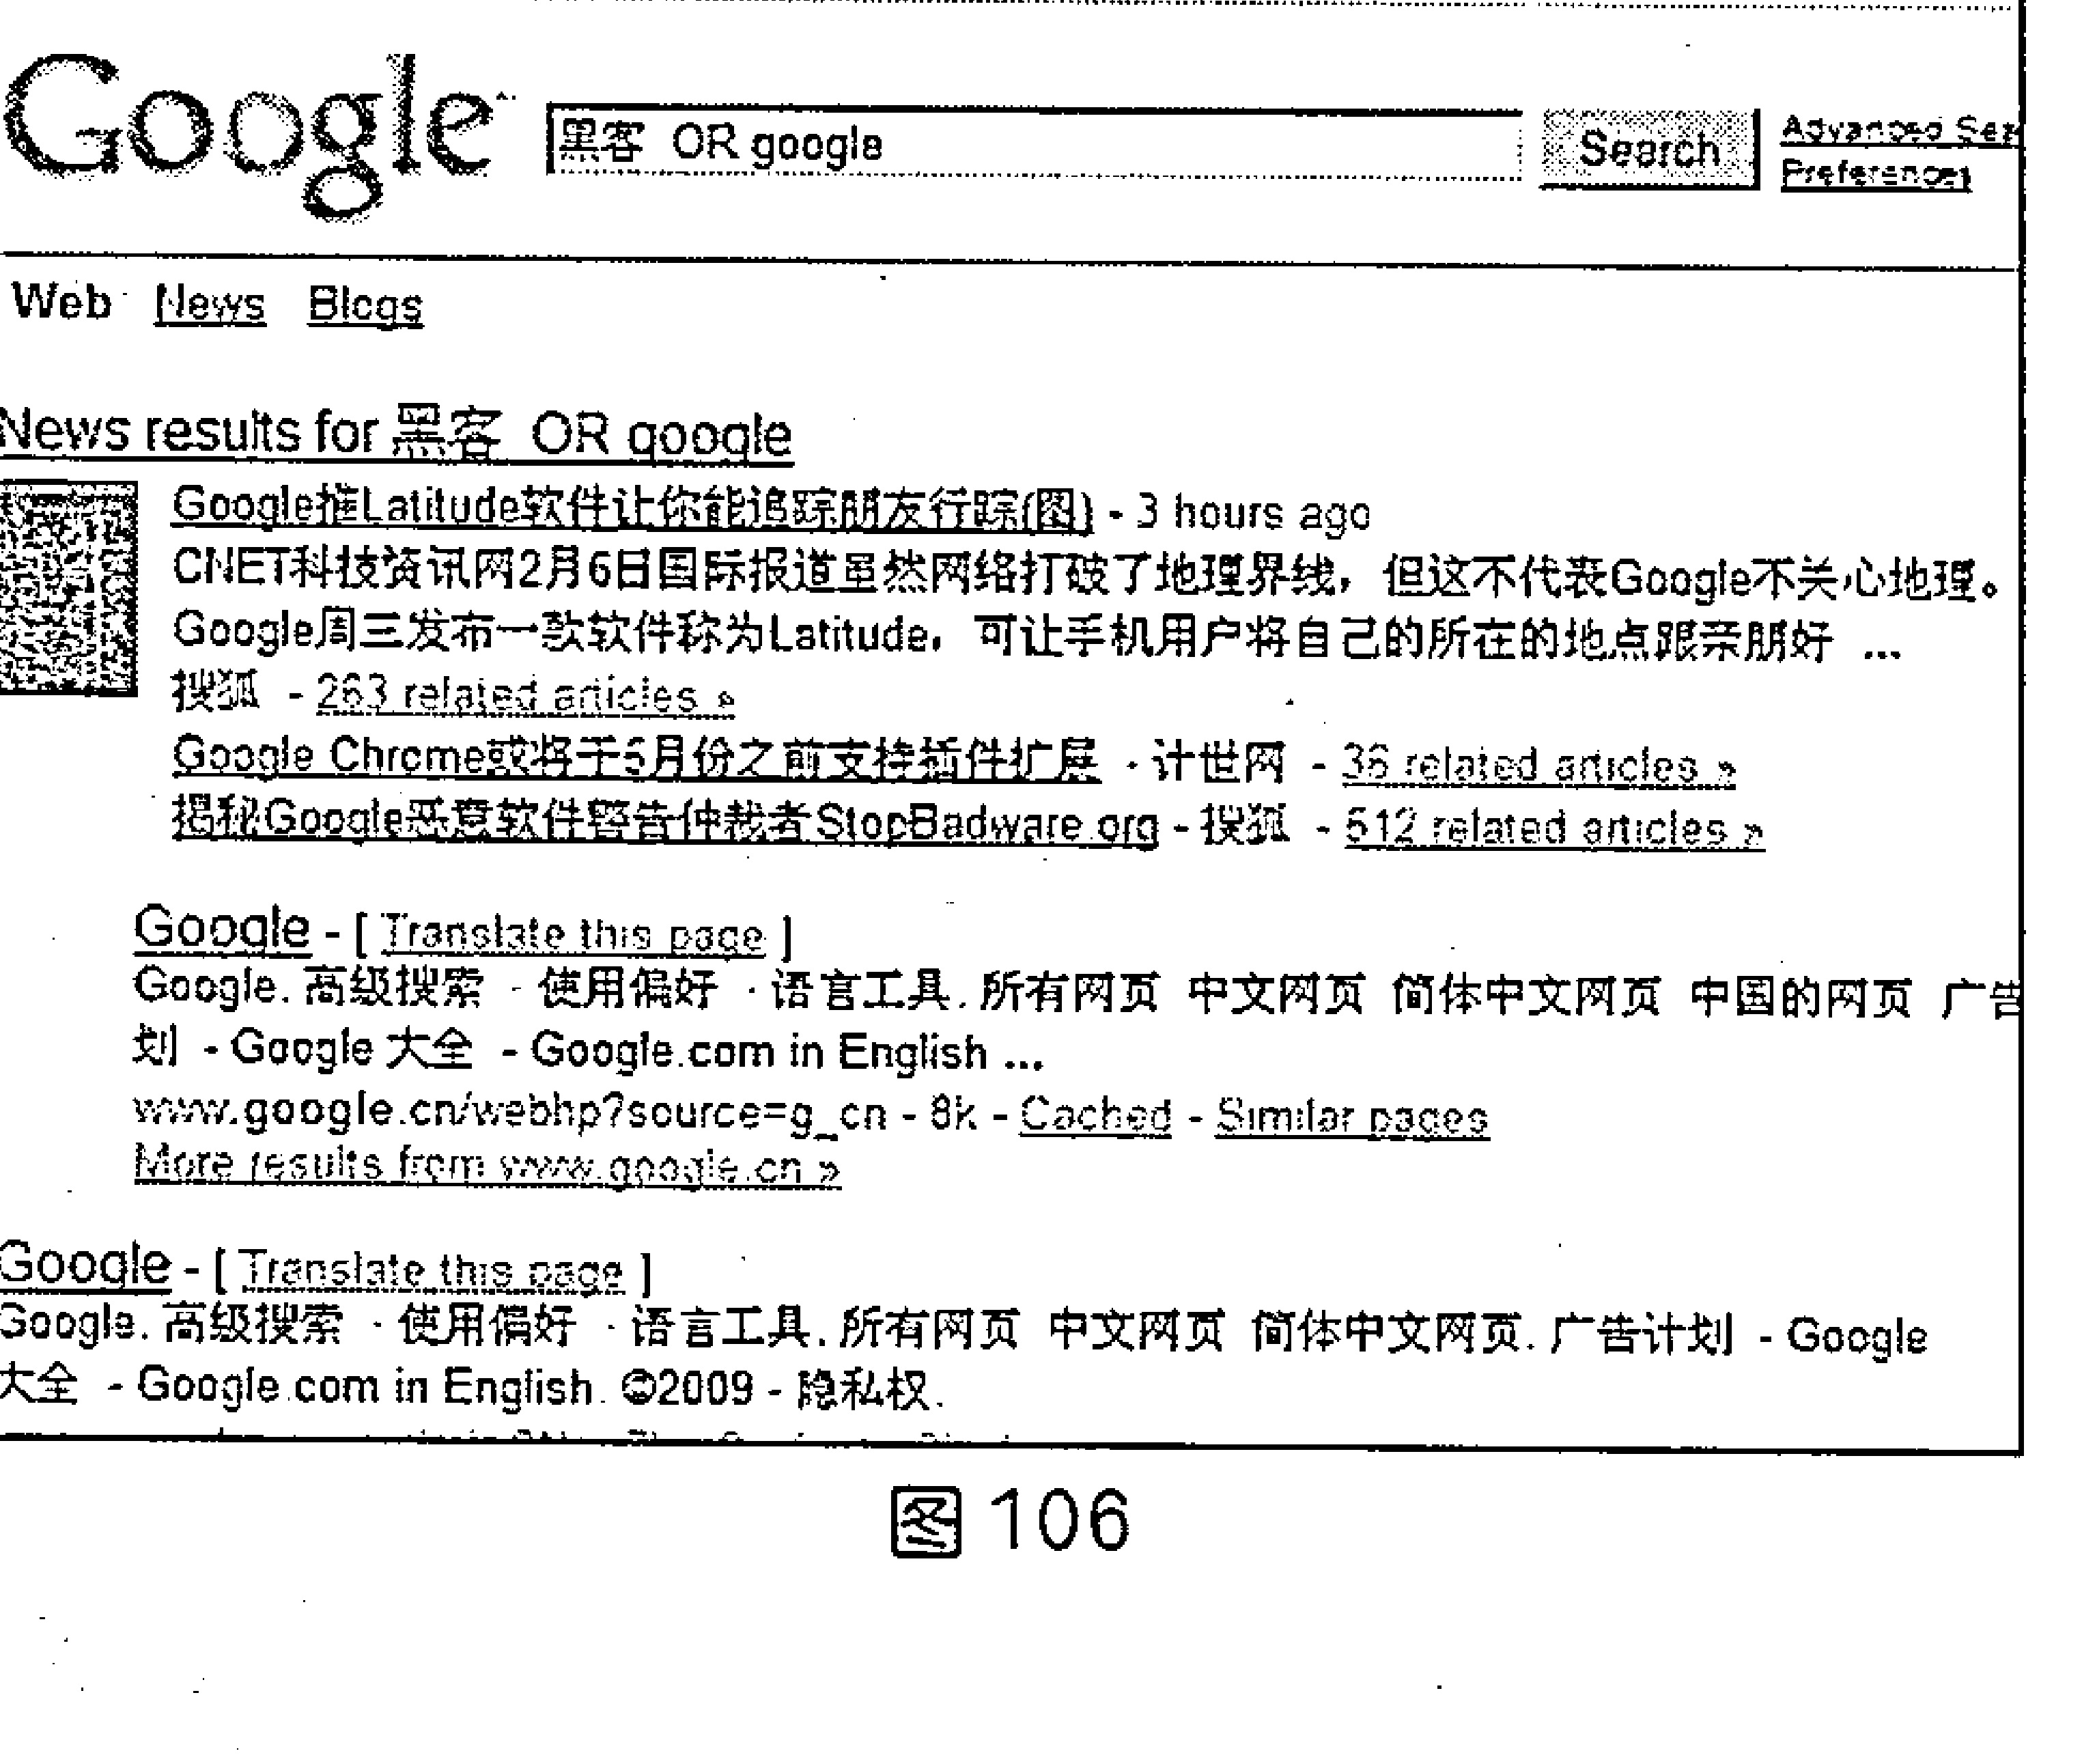 Google
黑客 OR google
Search
Advanced
Preferences
Web News Blogs
News results for 黑客 OR google
Google推Latitude软件让你能追踪朋友行踪(图) - 3 hours ago
CNET科技资讯网2月6日国际报道虽然网络打破了地理界线，但这不代表Google不关心地理。
Google周三发布一款软件称为Latitude，可让手机用户将自己的所在的地点跟亲朋好 ...
搜狐 - 263 related articles »
Google Chrome或将于5月份之前支持插件扩展 - 计世网 - 36 related articles »
揭秘Google恶意软件警告仲裁者StopBadware.org - 搜狐 - 512 related articles »
Google - [ Translate this page ]
Google. 高级搜索 · 使用偏好 · 语言工具. 所有网页 中文网页 简体中文网页 中国的网页 广告
划 - Google 大全 - Google.com in English ...
www.google.cn/webhp?source=g_cn - 8k - Cached - Similar pages
More results from www.google.cn »
Google - [ Translate this page ]
Google. 高级搜索 · 使用偏好 · 语言工具. 所有网页 中文网页 简体中文网页. 广告计划 - Google
大全 - Google.com in English. ©2009 - 隐私权.
图 106